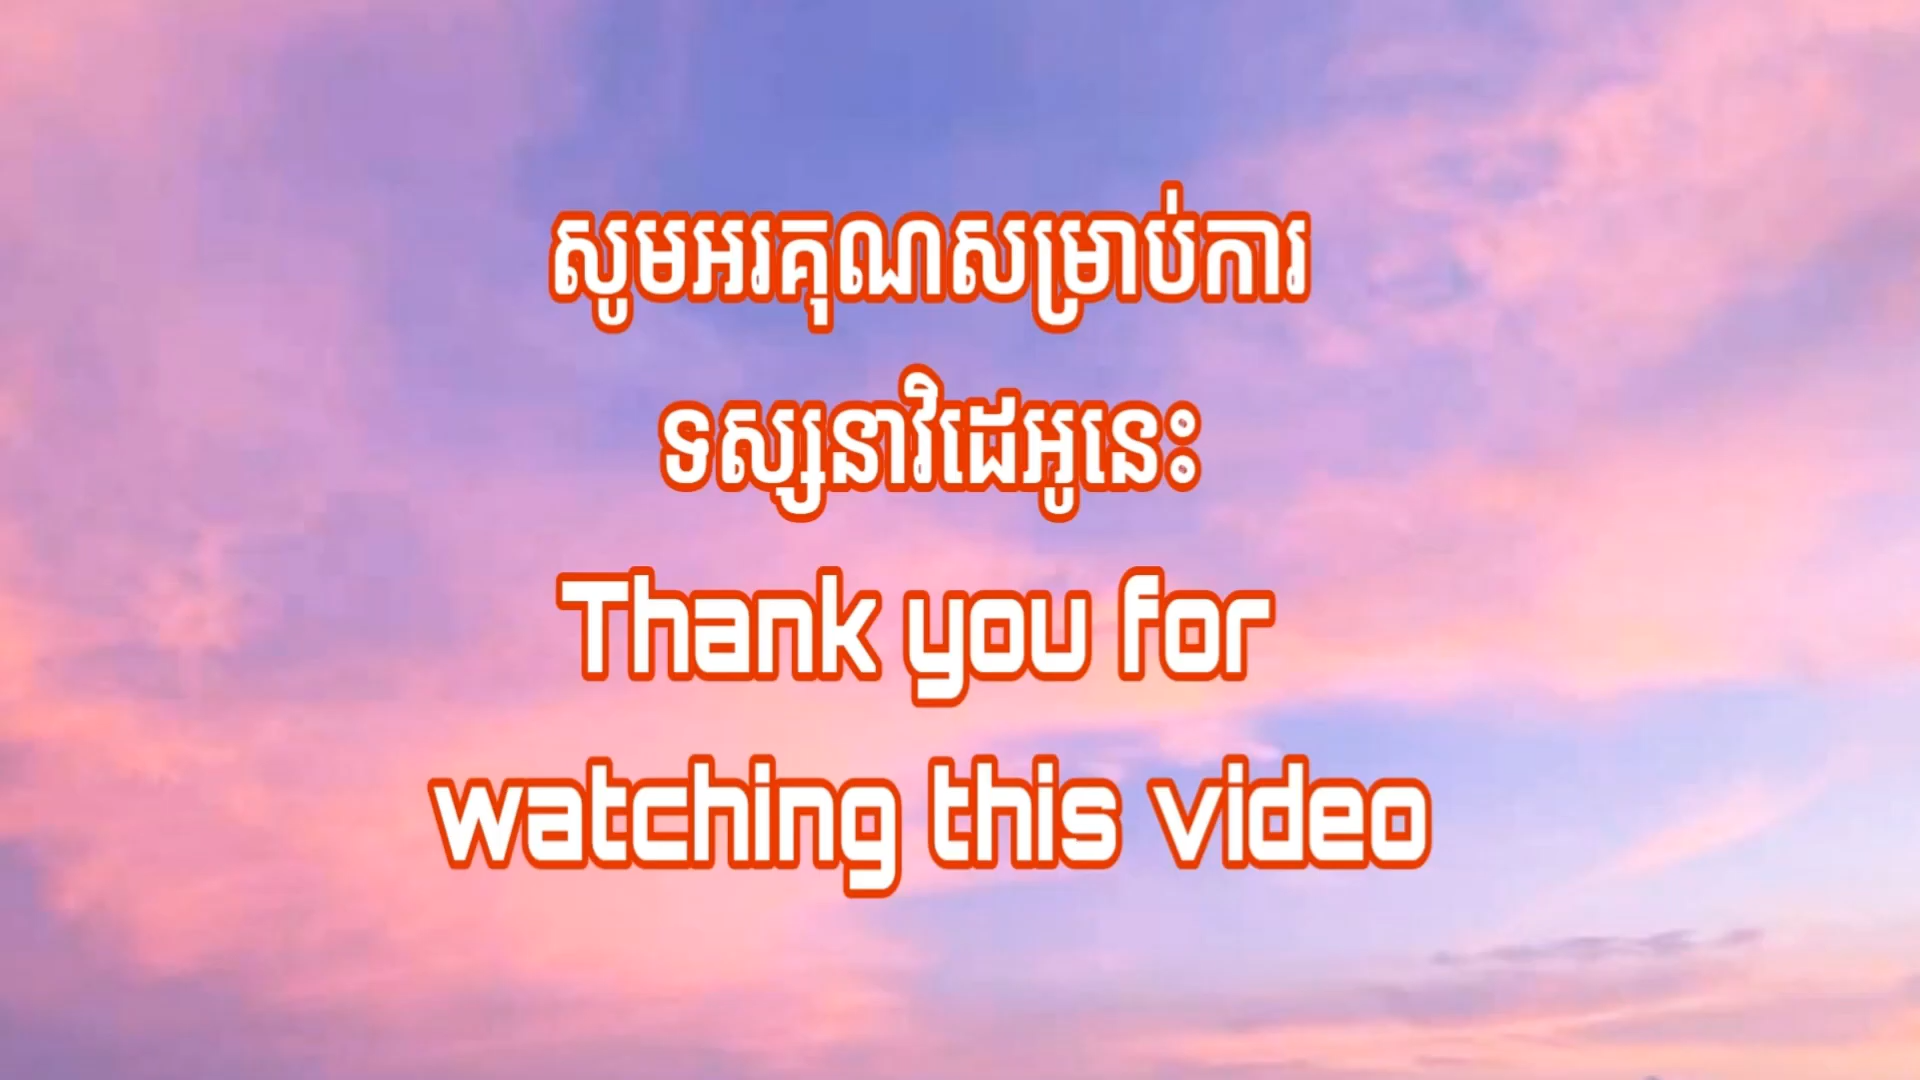 សូមអរគុណសម្រាប់ការ
ទស្សនាវិដេអូនេះ
Thank you for
watching this video